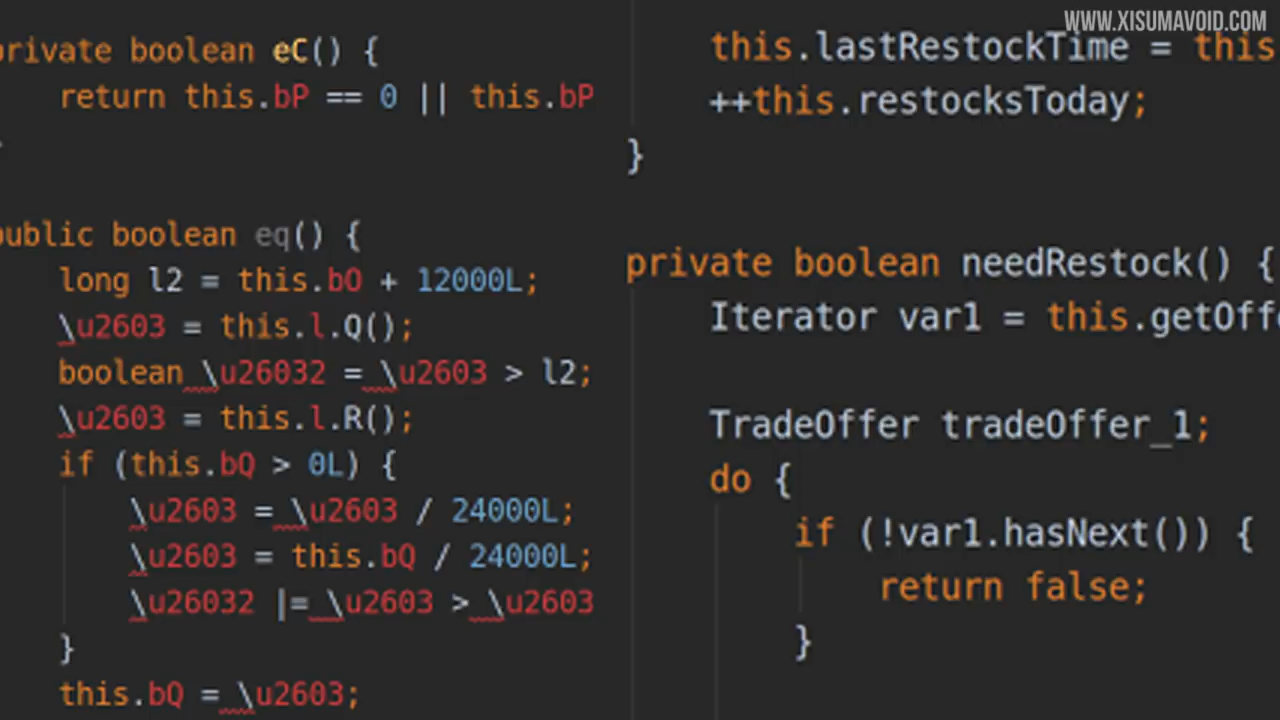 WWW.XISUMAVOID.COM
private boolean eC() {
return this.bP == 0 || this.bP
}
public boolean eq() {
long l2 = this.bO + 12000L;
\u2603 = this.l.Q();
boolean \u26032 = \u2603 > l2;
\u2603 = this.l.R();
if (this.bQ > 0L) {
\u2603 = \u2603 / 24000L;
\u2603 = this.bQ / 24000L;
\u26032 |= \u2603 > \u2603
}
this.bQ = \u2603;
this.lastRestockTime = this
++this.restocksToday;
}
private boolean needRestock() {
Iterator var1 = this.getOffe
TradeOffer tradeOffer_1;
do {
if (!var1.hasNext()) {
return false;
}